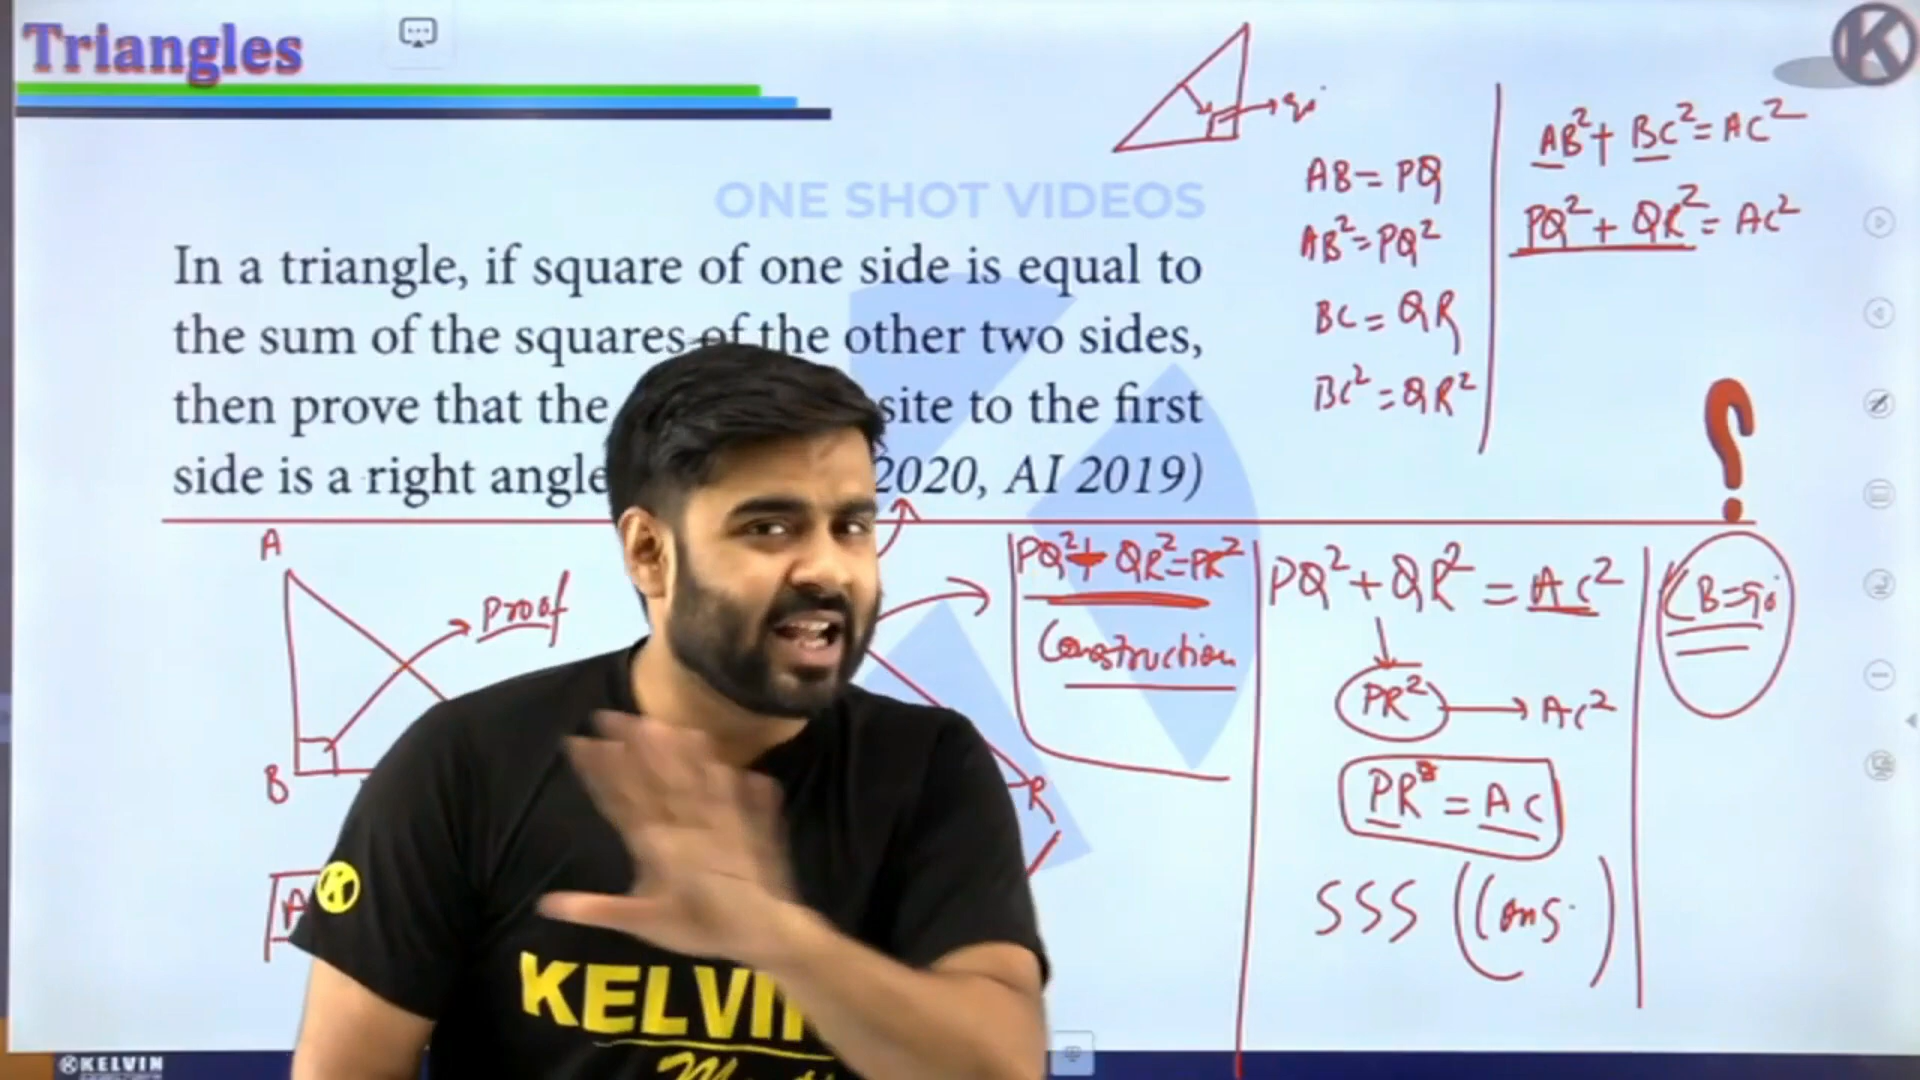 Triangles
K
ONE SHOT VIDEOS
In a triangle, if square of one side is equal to
the sum of the squares of the other two sides,
then prove that the site to the first
side is a right angle 2020, AI 2019)
AB = PQ
AB² = PQ²
BC = QR
BC² = QR²
AB² + BC² = AC²
PQ² + QR² = AC²
?
A
Proof
B
A
R
PQ² + QR² = PR²
Construction
PQ² + QR² = AC²
PR² → AC²
PR = AC
SSS (Cong.)
K
KELVIN
KELVIN